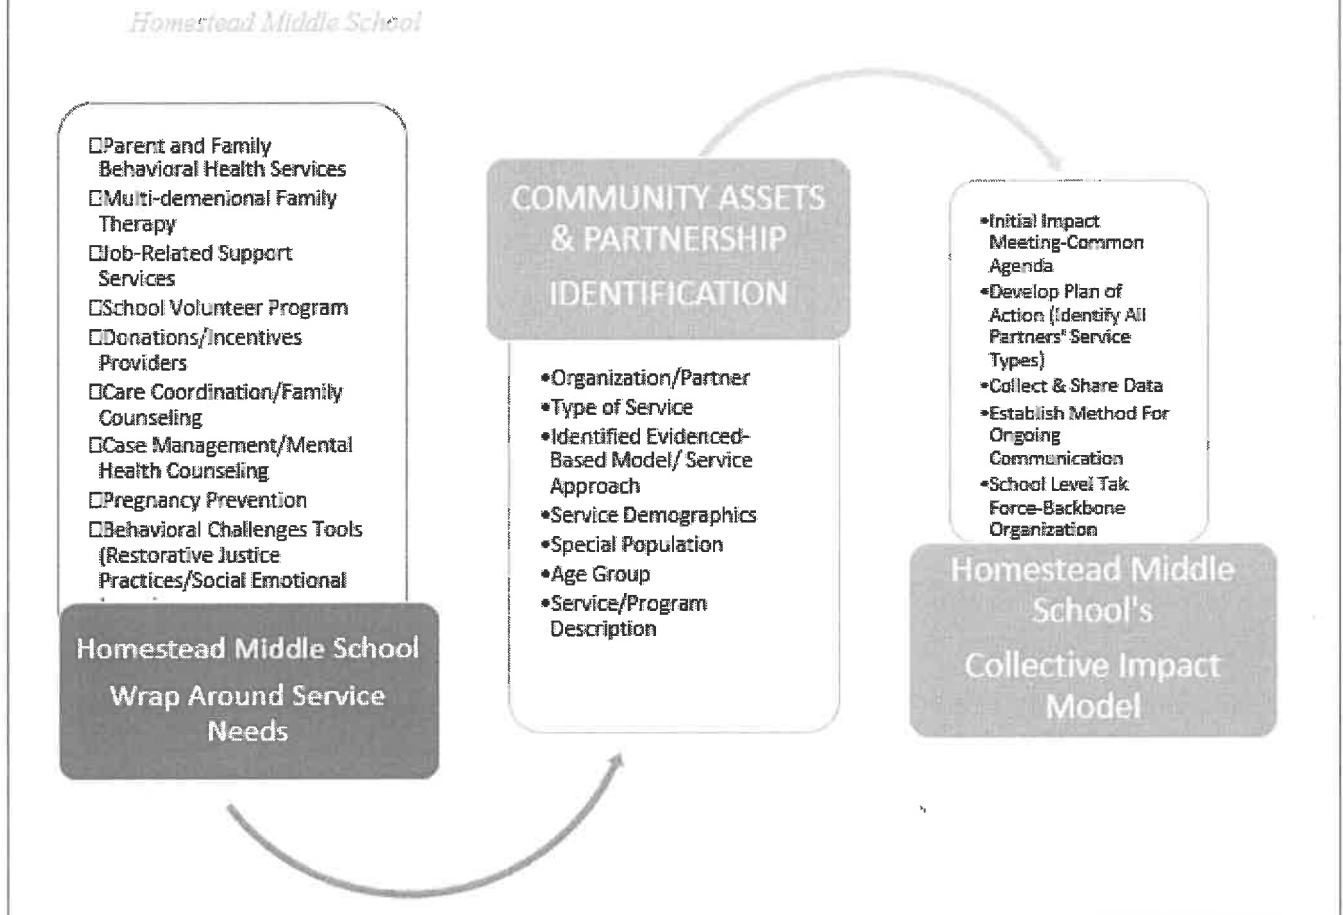 Homestead Middle School
□Parent and Family
Behavioral Health Services
□Multi-demenional Family
Therapy
□Job-Related Support
Services
□School Volunteer Program
□Donations/Incentives
Providers
□Care Coordination/Family
Counseling
□Case Management/Mental
Health Counseling
□Pregnancy Prevention
□Behavioral Challenges Tools
(Restorative Justice
Practices/Social Emotional
Homestead Middle School
Wrap Around Service
Needs
COMMUNITY ASSETS
& PARTNERSHIP
IDENTIFICATION
•Organization/Partner
•Type of Service
•Identified Evidenced-
Based Model/ Service
Approach
•Service Demographics
•Special Population
•Age Group
•Service/Program
Description
•Initial Impact
Meeting-Common
Agenda
•Develop Plan of
Action (Identify All
Partners' Service
Types)
•Collect & Share Data
•Establish Method For
Ongoing
Communication
•School Level Tak
Force-Backbone
Organization
Homestead Middle
School's
Collective Impact
Model